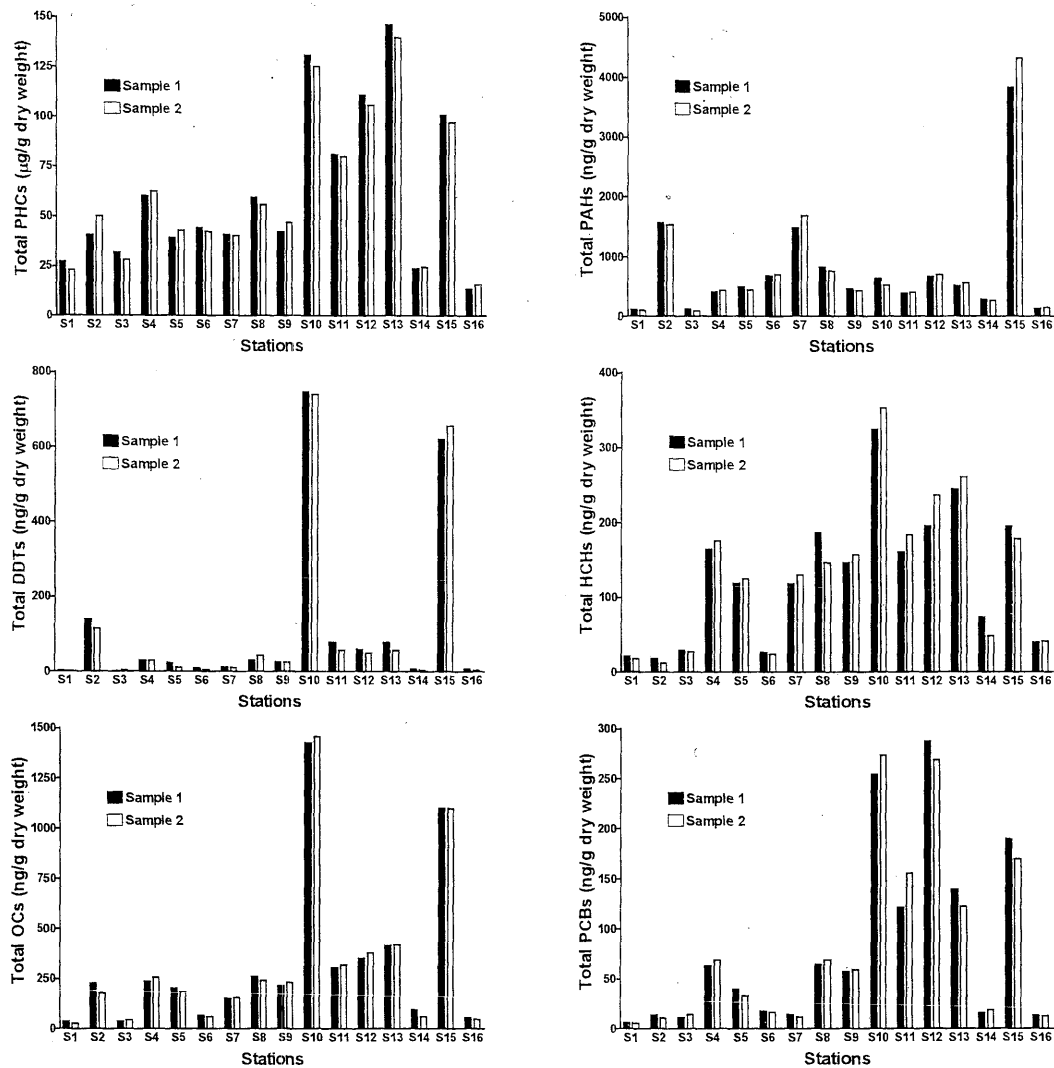 Total PHCs (µg/g dry weight)
150
125
100
75
50
25
0
Sample 1
Sample 2
S1 S2 S3 S4 S5 S6 S7 S8 S9 S10 S11 S12 S13 S14 S15 S16
Stations
Total PAHs (ng/g dry weight)
5000
4000
3000
2000
1000
0
Sample 1
Sample 2
S1 S2 S3 S4 S5 S6 S7 S8 S9 S10 S11 S12 S13 S14 S15 S16
Stations
Total DDTs (ng/g dry weight)
800
600
400
200
0
Sample 1
Sample 2
S1 S2 S3 S4 S5 S6 S7 S8 S9 S10 S11 S12 S13 S14 S15 S16
Stations
Total HCHs (ng/g dry weight)
400
300
200
100
0
Sample 1
Sample 2
S1 S2 S3 S4 S5 S6 S7 S8 S9 S10 S11 S12 S13 S14 S15 S16
Stations
Total OCs (ng/g dry weight)
1500
1250
1000
750
500
250
0
Sample 1
Sample 2
S1 S2 S3 S4 S5 S6 S7 S8 S9 S10 S11 S12 S13 S14 S15 S16
Stations
Total PCBs (ng/g dry weight)
300
250
200
150
100
50
0
Sample 1
Sample 2
S1 S2 S3 S4 S5 S6 S7 S8 S9 S10 S11 S12 S13 S14 S15 S16
Stations